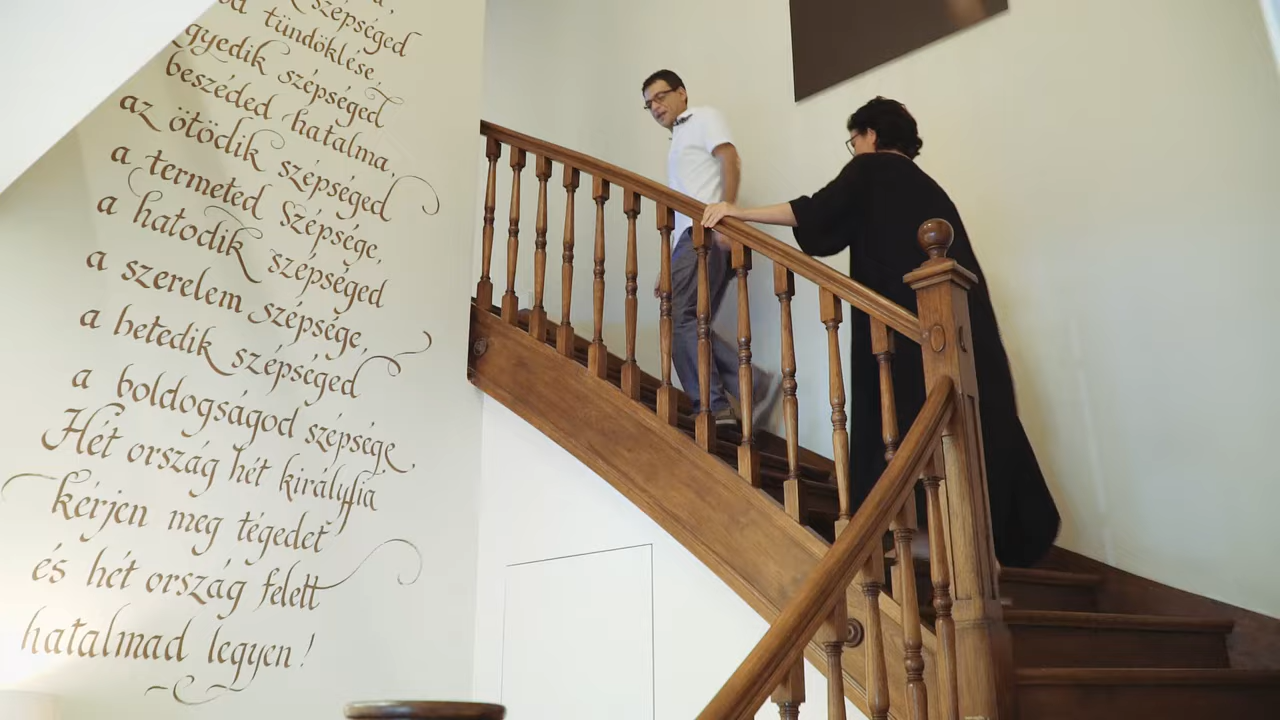 szépséged
tündöklése,
egyedik szépséged
beszéded hatalma,
az ötödik szépséged
a termeted szépsége,
a hatodik szépséged
a szerelem szépsége,
a hetedik szépséged
a boldogságod szépsége.
Hét ország hét királyfia
kérjen meg tégedet
és hét ország felett
hatalmad legyen!